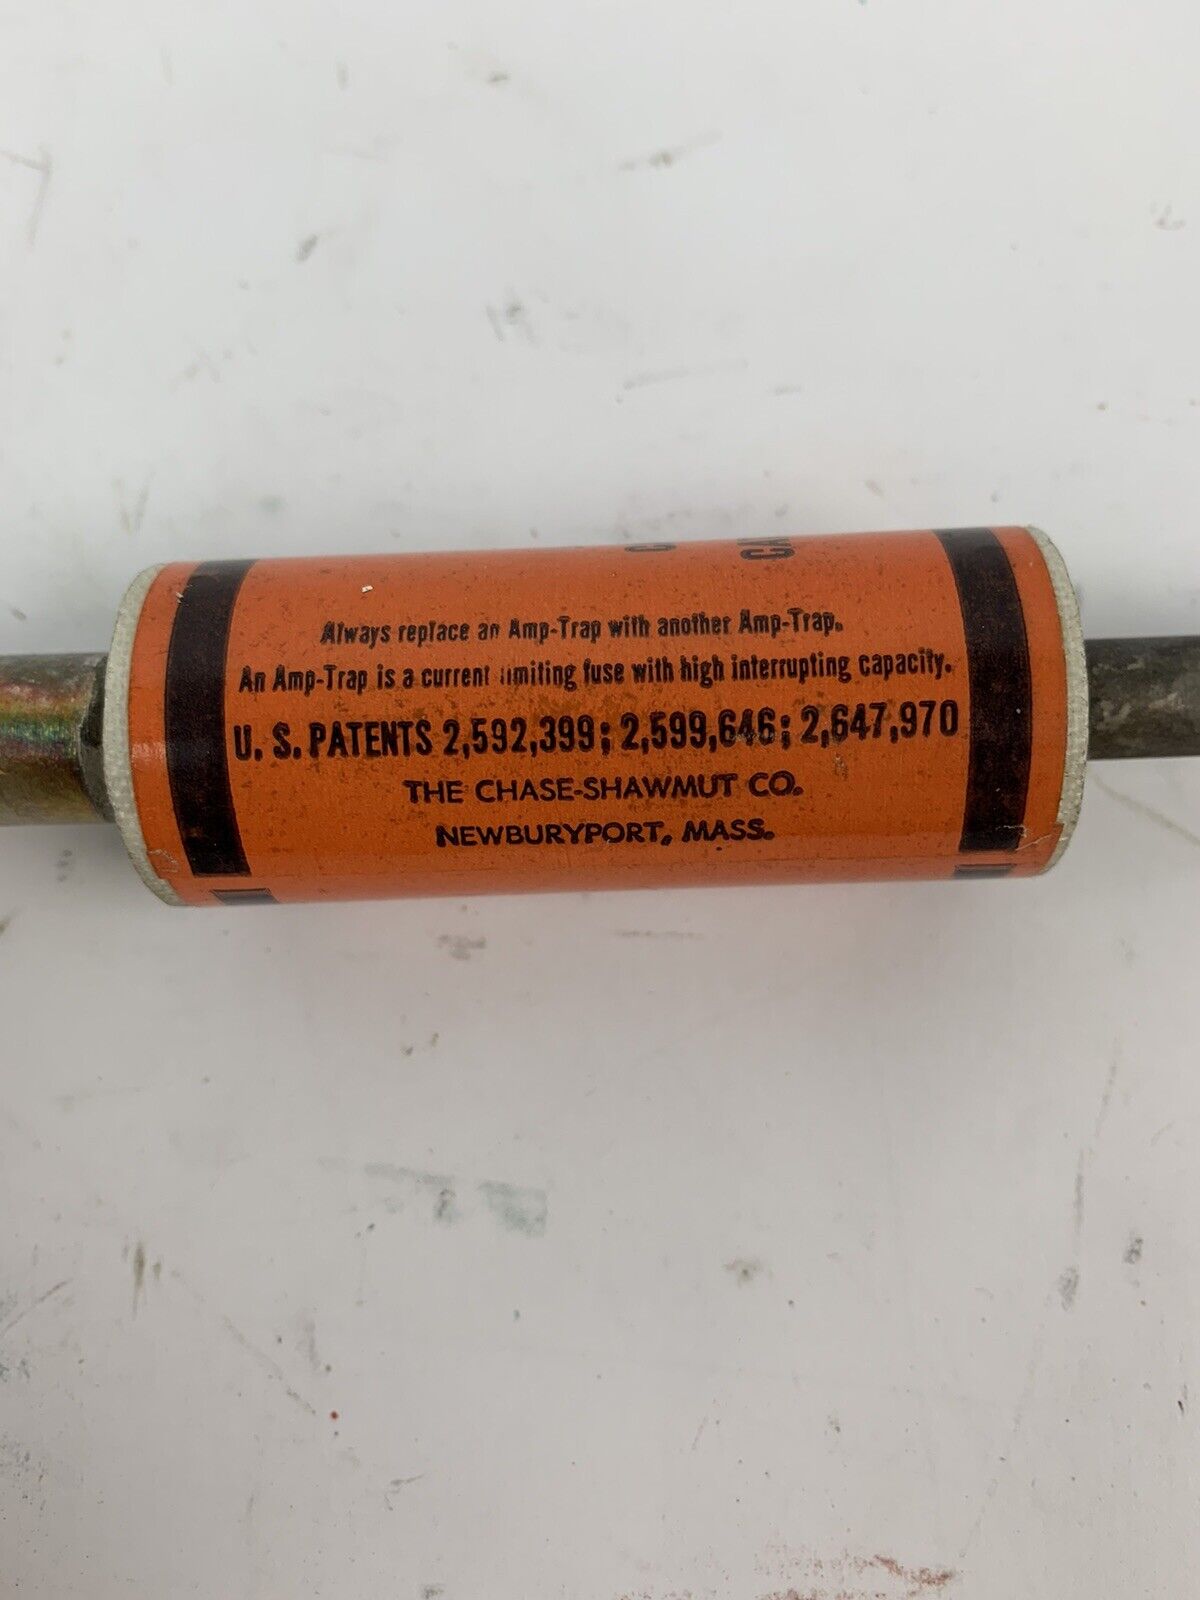 Always replace an Amp-Trap with another Amp-Trap.
An Amp-Trap is a current limiting fuse with high interrupting capacity.
U. S. PATENTS 2,592,399; 2,599,646; 2,647,970
THE CHASE-SHAWMUT CO.
NEWBURYPORT, MASS.